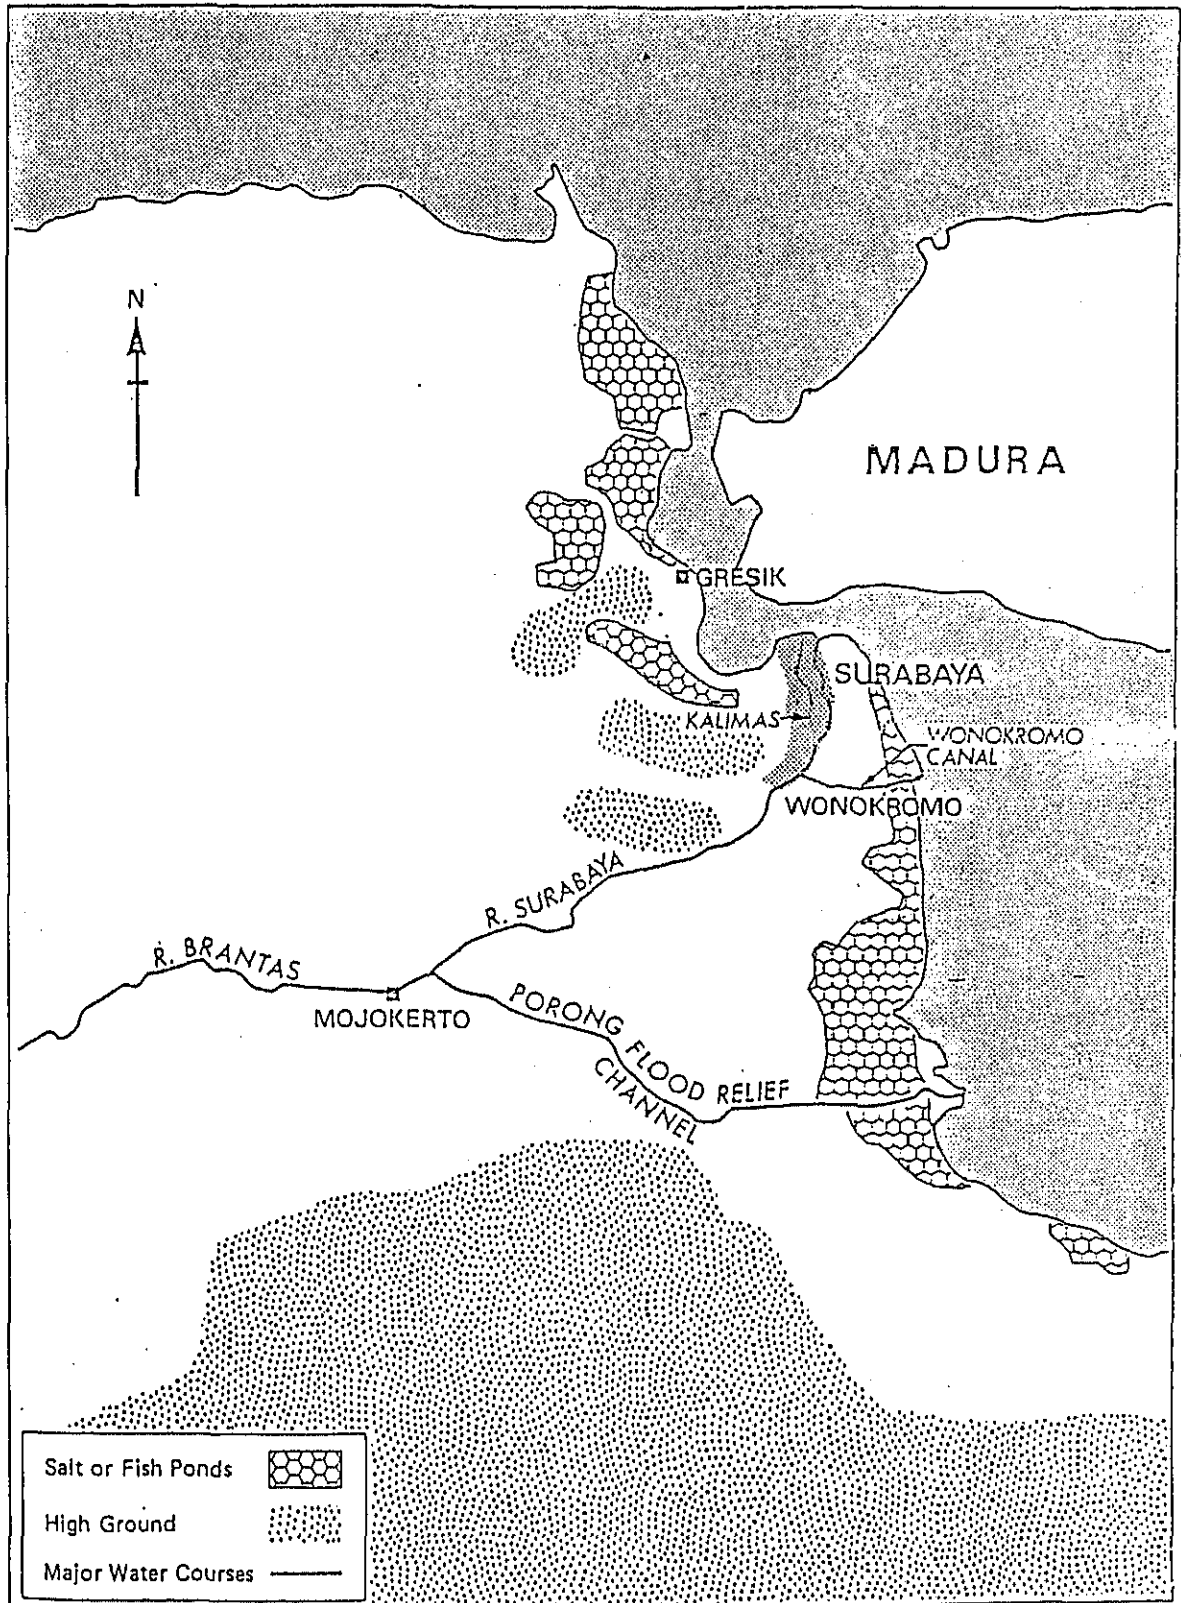 N
MADURA
GRESIK
SURABAYA
KALIMAS
WONOKROMO
CANAL
WONOKROMO
R. SURABAYA
R. BRANTAS
MOJOKERTO
PORONG FLOOD RELIEF
CHANNEL
Salt or Fish Ponds
High Ground
Major Water Courses